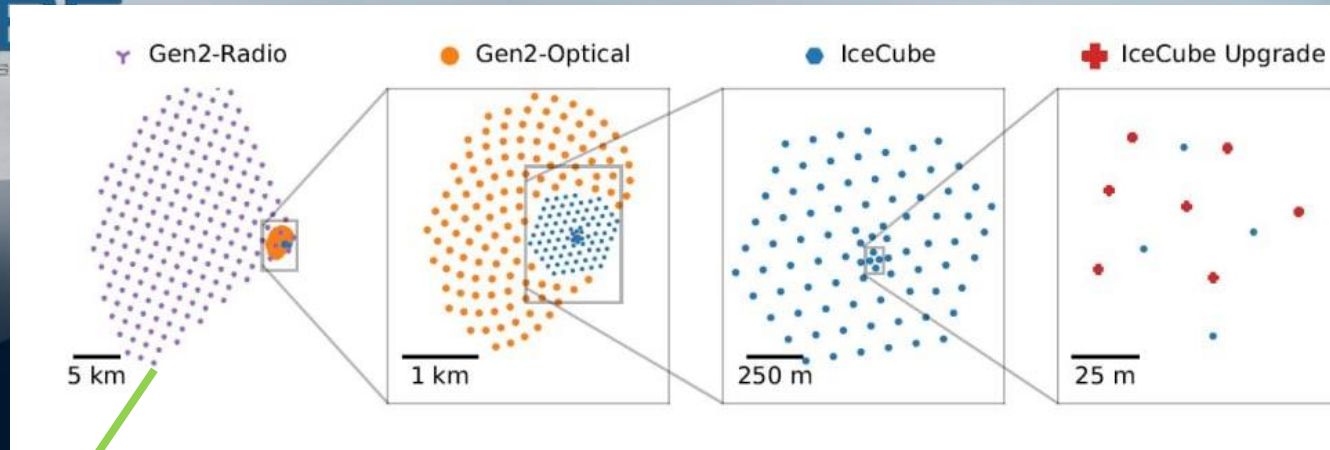 Gen2-Radio
Gen2-Optical
IceCube
IceCube Upgrade
5 km
1 km
250 m
25 m